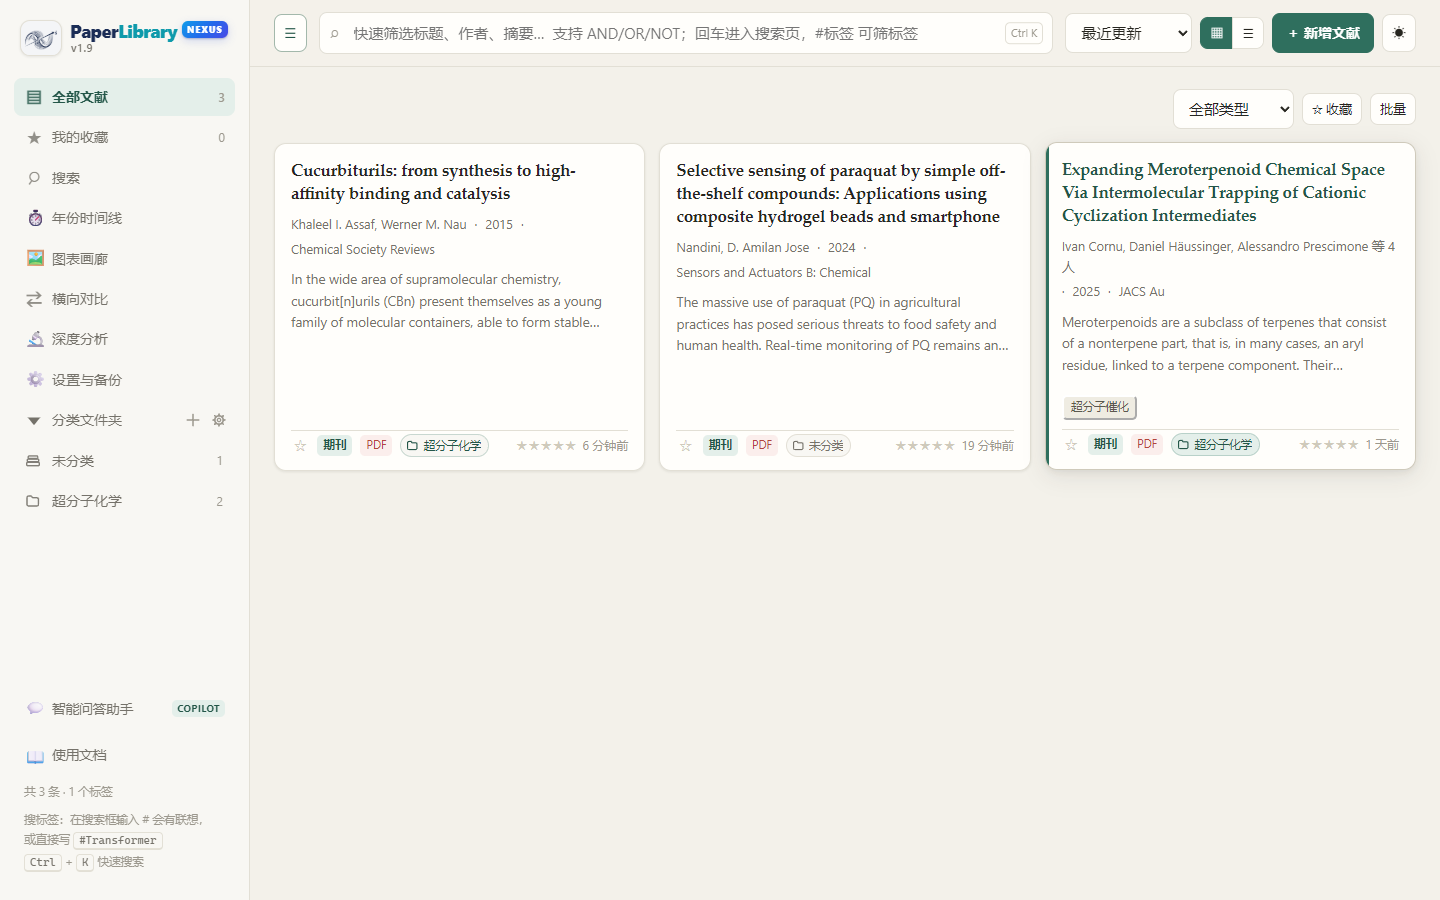 PaperLibrary NEXUS
v1.9
全部文献 3
我的收藏 0
搜索
年份时间线
图表画廊
横向对比
深度分析
设置与备份
分类文件夹
未分类 1
超分子化学 2
智能问答助手 COPILOT
使用文档
共 3 条 · 1 个标签
搜标签：在搜索框输入 # 会有联想，
或直接写 #Transformer
Ctrl + K 快速搜索
快速筛选标题、作者、摘要... 支持 AND/OR/NOT；回车进入搜索页，#标签 可筛标签 Ctrl K
最近更新
+ 新增文献
全部类型
☆ 收藏
批量
Cucurbiturils: from synthesis to high-
affinity binding and catalysis
Khaleel I. Assaf, Werner M. Nau · 2015 ·
Chemical Society Reviews
In the wide area of supramolecular chemistry,
cucurbit[n]urils (CBn) present themselves as a young
family of molecular containers, able to form stable...
☆ 期刊 PDF 超分子化学 ★★★★★ 6 分钟前
Selective sensing of paraquat by simple off-
the-shelf compounds: Applications using
composite hydrogel beads and smartphone
Nandini, D. Amilan Jose · 2024 ·
Sensors and Actuators B: Chemical
The massive use of paraquat (PQ) in agricultural
practices has posed serious threats to food safety and
human health. Real-time monitoring of PQ remains an...
☆ 期刊 PDF 未分类 ★★★★★ 19 分钟前
Expanding Meroterpenoid Chemical Space
Via Intermolecular Trapping of Cationic
Cyclization Intermediates
Ivan Cornu, Daniel Häussinger, Alessandro Prescimone 等 4
人
· 2025 · JACS Au
Meroterpenoids are a subclass of terpenes that consist
of a nonterpene part, that is, in many cases, an aryl
residue, linked to a terpene component. Their...
超分子催化
☆ 期刊 PDF 超分子化学 ★★★★★ 1 天前